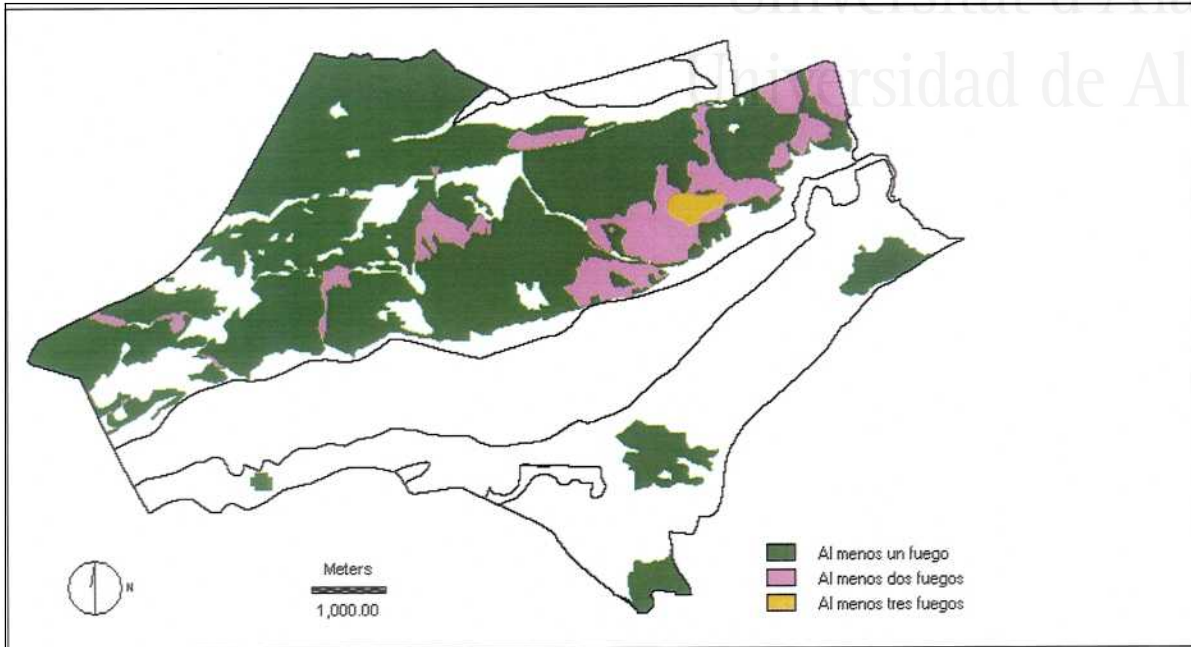 Universidad de Al
N
Meters
1,000.00
Al menos un fuego
Al menos dos fuegos
Al menos tres fuegos